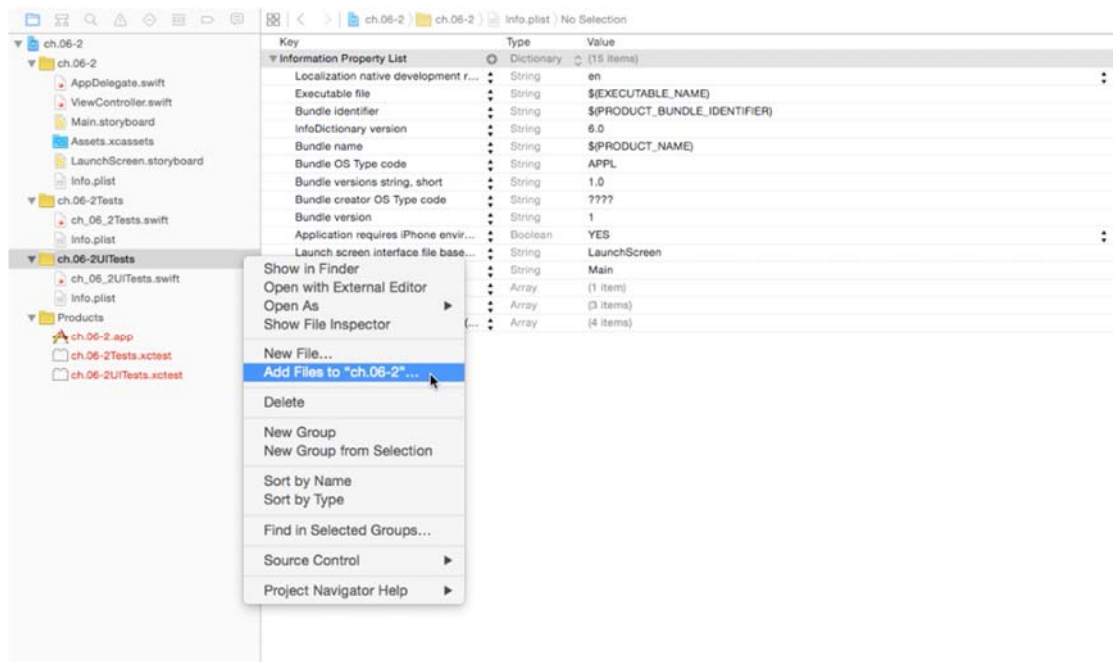 ch.06-2 ch.06-2 Info.plist No Selection
ch.06-2
ch.06-2
AppDelegate.swift
ViewController.swift
Main.storyboard
Assets.xcassets
LaunchScreen.storyboard
Info.plist
ch.06-2Tests
ch_06_2Tests.swift
Info.plist
ch.06-2UITests
ch_06_2UITests.swift
Info.plist
Products
ch.06-2.app
ch.06-2Tests.xctest
ch.06-2UITests.xctest
Key Type Value
Information Property List Dictionary (15 items)
Localization native development r... String en
Executable file String $(EXECUTABLE_NAME)
Bundle identifier String $(PRODUCT_BUNDLE_IDENTIFIER)
InfoDictionary version String 6.0
Bundle name String $(PRODUCT_NAME)
Bundle OS Type code String APPL
Bundle versions string, short String 1.0
Bundle creator OS Type code String ????
Bundle version String 1
Application requires iPhone envir... Boolean YES
Launch screen interface file base... String LaunchScreen
String Main
Array (1 item)
Array (3 items)
(... Array (4 items)
Show in Finder
Open with External Editor
Open As
Show File Inspector
New File...
Add Files to "ch.06-2"...
Delete
New Group
New Group from Selection
Sort by Name
Sort by Type
Find in Selected Groups...
Source Control
Project Navigator Help